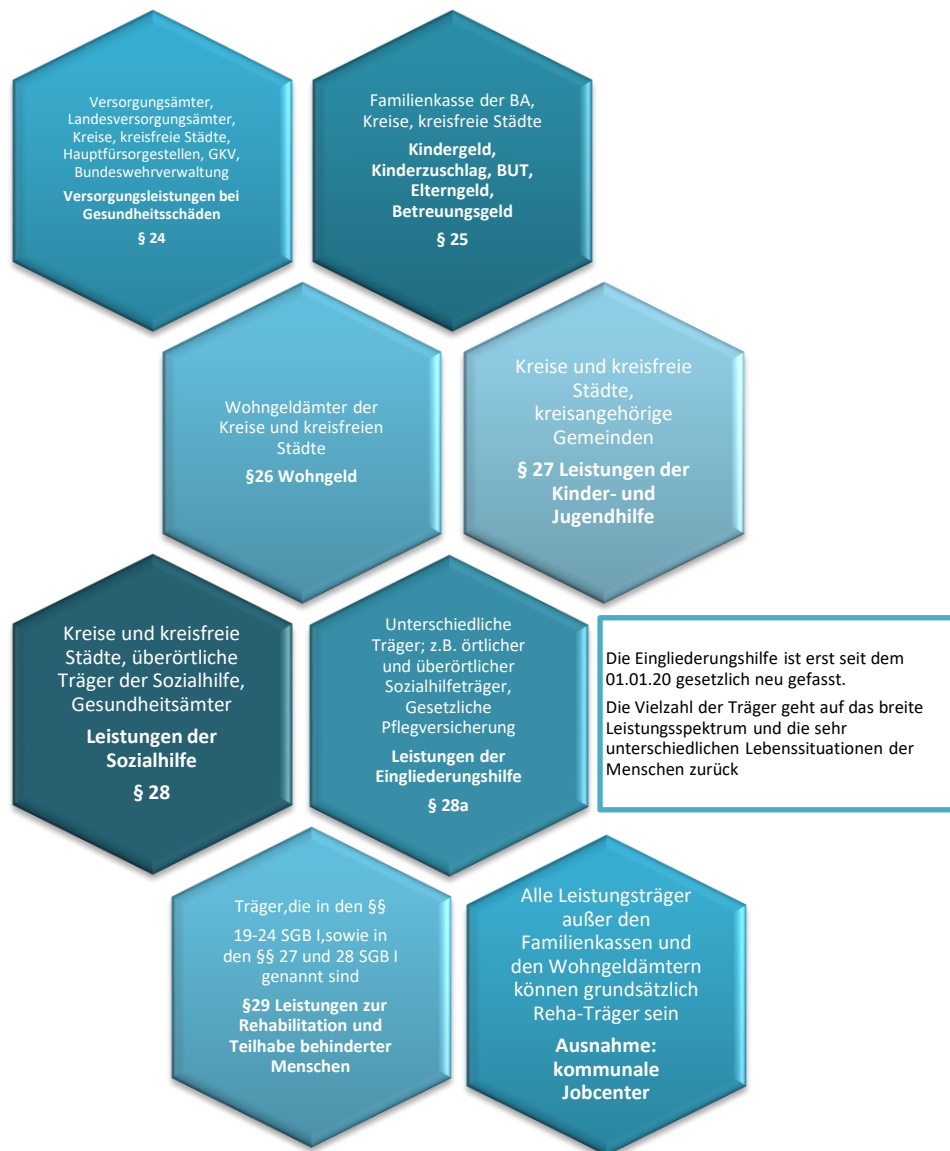 Versorgungsämter,
Landesversorgungsämter,
Kreise, kreisfreie Städte,
Hauptfürsorgestellen, GKV,
Bundeswehrverwaltung
Versorgungsleistungen bei
Gesundheitsschäden
§ 24
Familienkasse der BA,
Kreise, kreisfreie Städte
Kindergeld,
Kinderzuschlag, BUT,
Elterngeld,
Betreuungsgeld
§ 25
Wohngeldämter der
Kreise und kreisfreien
Städte
§26 Wohngeld
Kreise und kreisfreie
Städte,
kreisangehörige
Gemeinden
§ 27 Leistungen der
Kinder- und
Jugendhilfe
Kreise und kreisfreie
Städte, überörtliche
Träger der Sozialhilfe,
Gesundheitsämter
Leistungen der
Sozialhilfe
§ 28
Unterschiedliche
Träger; z.B. örtlicher
und überörtlicher
Sozialhilfeträger,
Gesetzliche
Pflegversicherung
Leistungen der
Eingliederungshilfe
§ 28a
Die Eingliederungshilfe ist erst seit dem
01.01.20 gesetzlich neu gefasst.
Die Vielzahl der Träger geht auf das breite
Leistungsspektrum und die sehr
unterschiedlichen Lebenssituationen der
Menschen zurück
Träger,die in den §§
19-24 SGB I,sowie in
den §§ 27 und 28 SGB I
genannt sind
§29 Leistungen zur
Rehabilitation und
Teilhabe behinderter
Menschen
Alle Leistungsträger
außer den
Familienkassen und
den Wohngeldämtern
können grundsätzlich
Reha-Träger sein
Ausnahme:
kommunale
Jobcenter